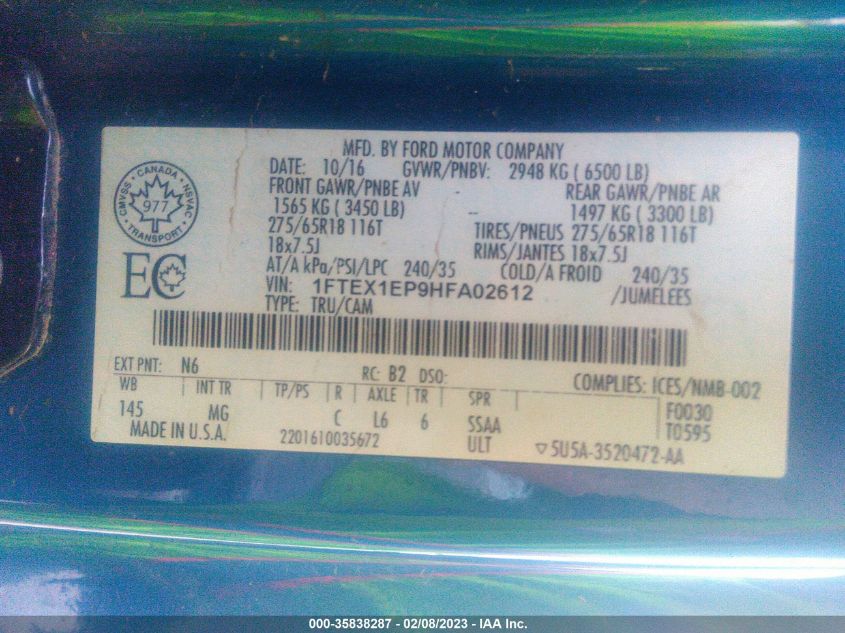 MFD. BY FORD MOTOR COMPANY
DATE: 10/16 GVWR/PNBV: 2948 KG ( 6500 LB)
FRONT GAWR/PNBE AV - REAR GAWR/PNBE AR
1565 KG ( 3450 LB) -- 1497 KG ( 3300 LB)
275/65R18 116T TIRES/PNEUS 275/65R18 116T
18x7.5J RIMS/JANTES 18x7.5J
AT/A kPa/PSI/LPC 240/35 COLD/A FROID 240/35
VIN: 1FTEX1EP9HFA02612 /JUMELEES
TYPE: TRU/CAM
CANADA
CMVSS NSVAC
977
TRANSPORT
EC
EXT PNT: N6 RC: B2 DSO: COMPLIES: ICES/NMB-002
WB INT TR TP/PS R AXLE TR SPR F0030
145 MG C L6 6 SSAA T0595
MADE IN U.S.A. 2201610035672 ULT ▽5U5A-3520472-AA
000-35838287 - 02/08/2023 - IAA Inc.